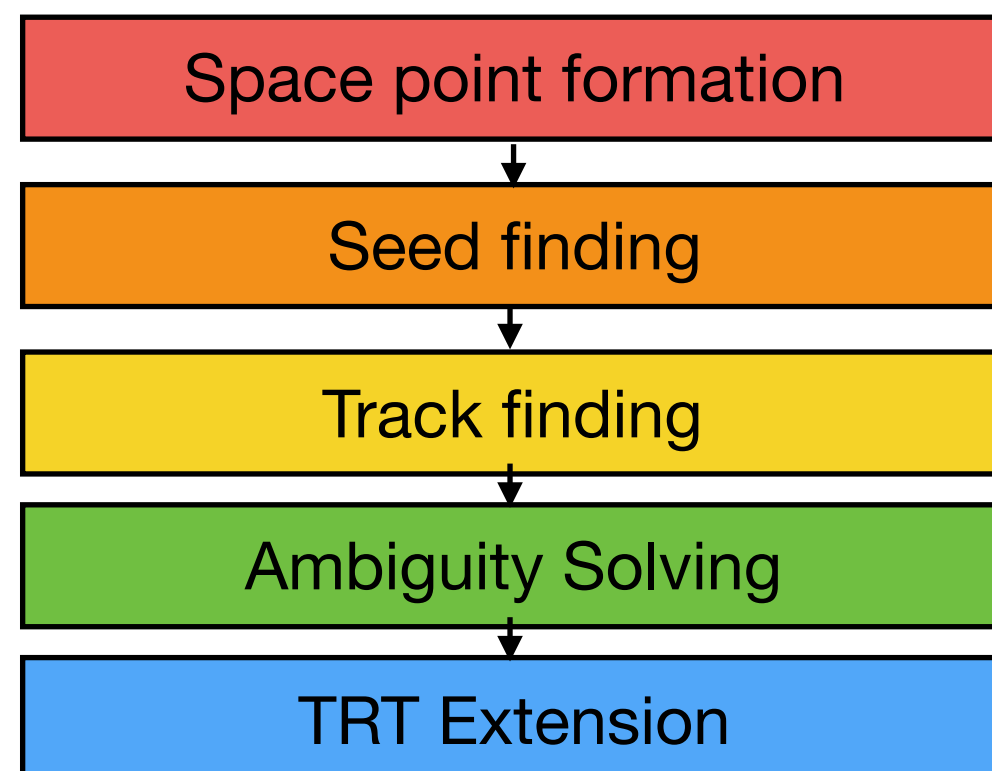 Space point formation
Seed finding
Track finding
Ambiguity Solving
TRT Extension